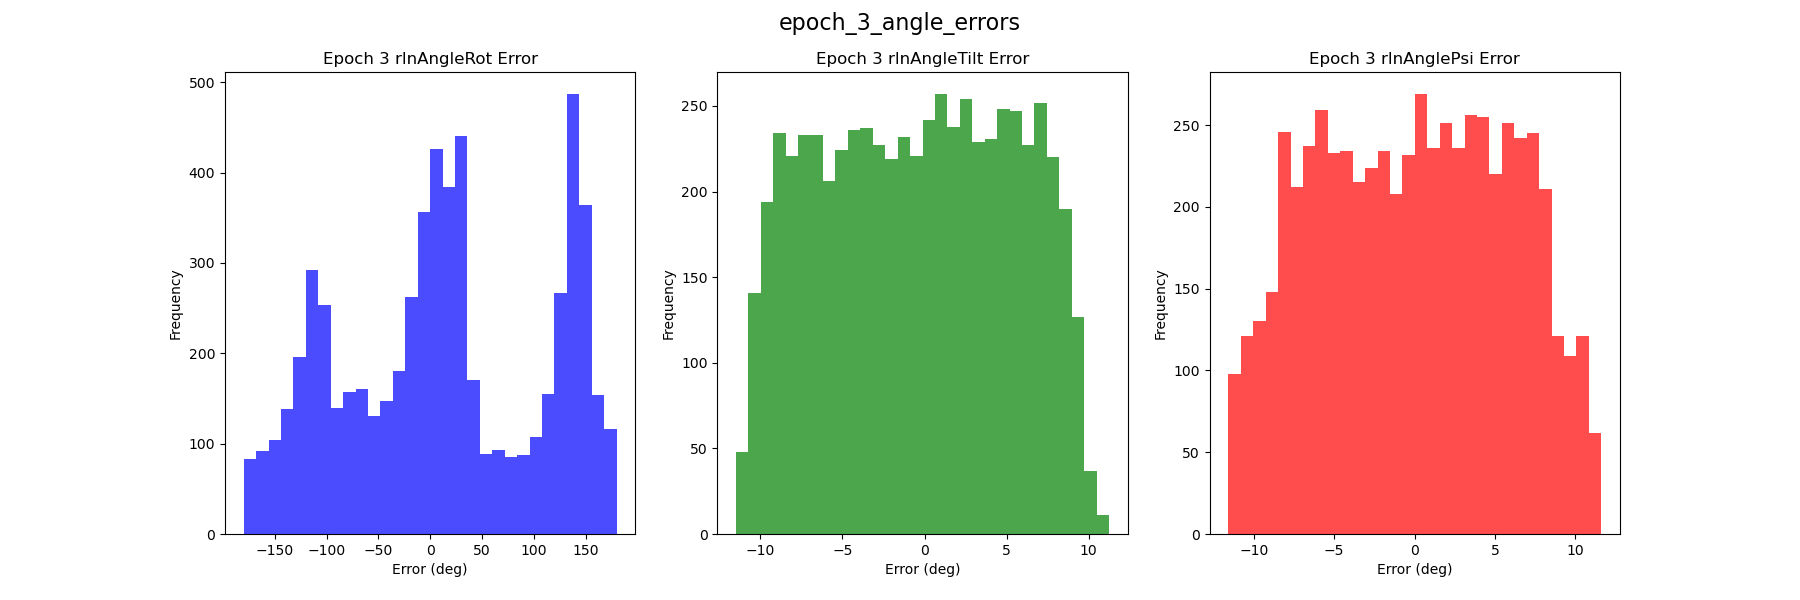 epoch_3_angle_errors
Epoch 3 rlnAngleRot Error
500
400
300
200
100
0
Frequency
−150 −100 −50 0 50 100 150
Error (deg)
Epoch 3 rlnAngleTilt Error
250
200
150
100
50
0
Frequency
−10 −5 0 5 10
Error (deg)
Epoch 3 rlnAnglePsi Error
250
200
150
100
50
0
Frequency
−10 −5 0 5 10
Error (deg)